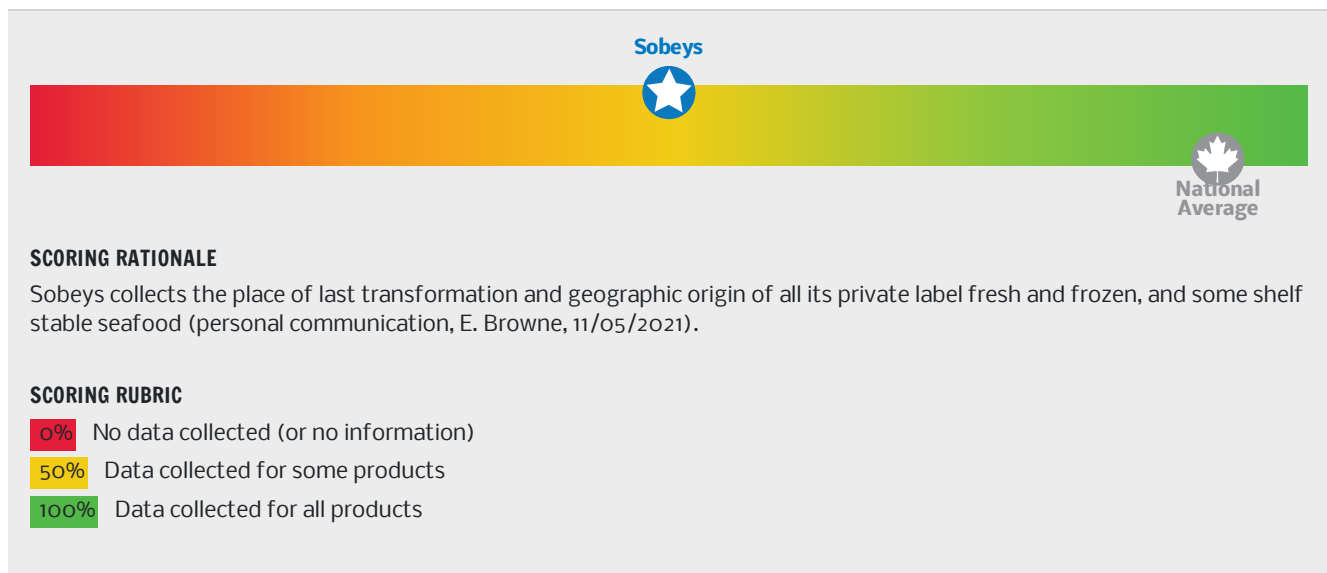 Sobeys
National
Average
SCORING RATIONALE
Sobeys collects the place of last transformation and geographic origin of all its private label fresh and frozen, and some shelf
stable seafood (personal communication, E. Browne, 11/05/2021).
SCORING RUBRIC
0% No data collected (or no information)
50% Data collected for some products
100% Data collected for all products